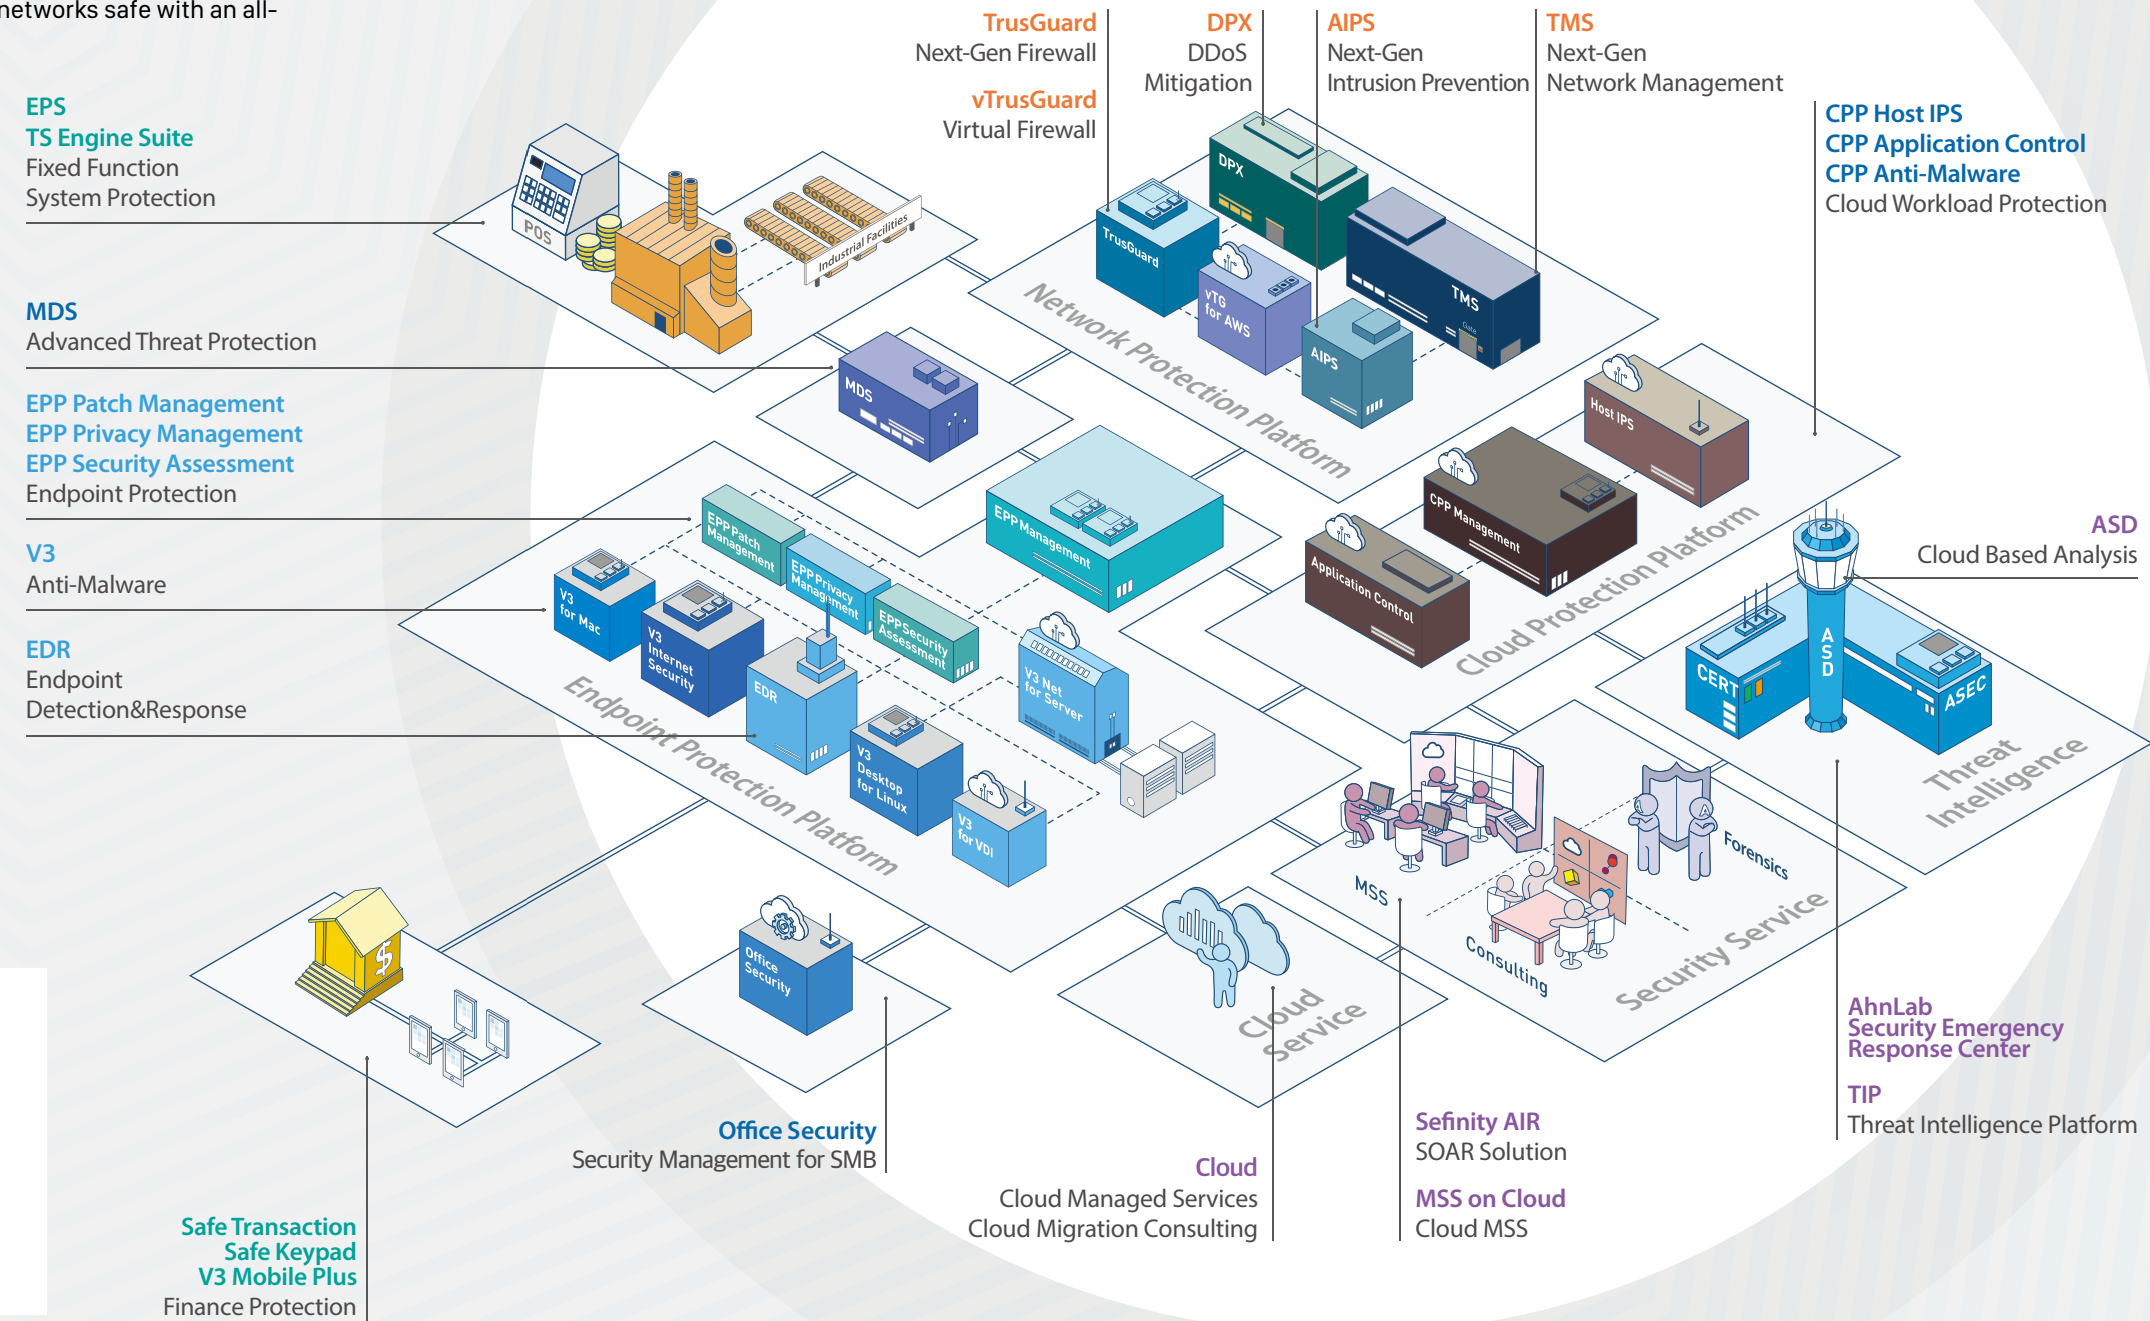 networks safe with an all-
TrusGuard
Next-Gen Firewall
vTrusGuard
Virtual Firewall
DPX
DDoS
Mitigation
AIPS
Next-Gen
Intrusion Prevention
TMS
Next-Gen
Network Management
CPP Host IPS
CPP Application Control
CPP Anti-Malware
Cloud Workload Protection
EPS
TS Engine Suite
Fixed Function
System Protection
MDS
Advanced Threat Protection
EPP Patch Management
EPP Privacy Management
EPP Security Assessment
Endpoint Protection
V3
Anti-Malware
EDR
Endpoint
Detection&Response
POS
Industrial Facilities
DPX
TrusGuard
vTG
for AWS
AIPS
TMS
Gate
Network Protection Platform
MDS
Host IPS
CPP Management
Application Control
Cloud Protection Platform
EPP Management
EPP Patch
Management
EPP Privacy
Management
EPP Security
Assessment
V3
for Mac
V3
Internet
Security
EDR
V3
Desktop
for Linux
V3
for VDI
V3 Net
for Server
Endpoint Protection Platform
ASD
Cloud Based Analysis
CERT
ASD
ASEC
Threat
Intelligence
MSS
Consulting
Forensics
Security Service
Office
Security
Cloud
Service
$
AhnLab
Security Emergency
Response Center
TIP
Threat Intelligence Platform
Sefinity AIR
SOAR Solution
MSS on Cloud
Cloud MSS
Cloud
Cloud Managed Services
Cloud Migration Consulting
Office Security
Security Management for SMB
Safe Transaction
Safe Keypad
V3 Mobile Plus
Finance Protection